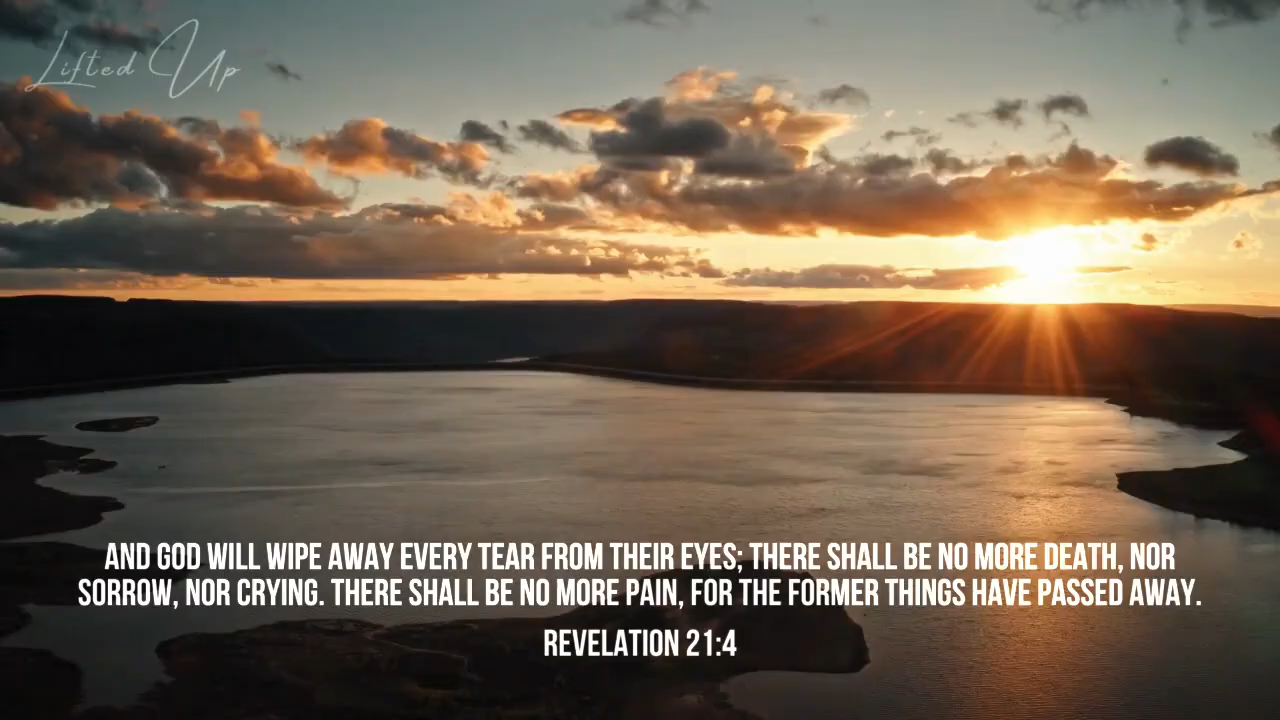 Lifted Up
AND GOD WILL WIPE AWAY EVERY TEAR FROM THEIR EYES; THERE SHALL BE NO MORE DEATH, NOR
SORROW, NOR CRYING. THERE SHALL BE NO MORE PAIN, FOR THE FORMER THINGS HAVE PASSED AWAY.
REVELATION 21:4